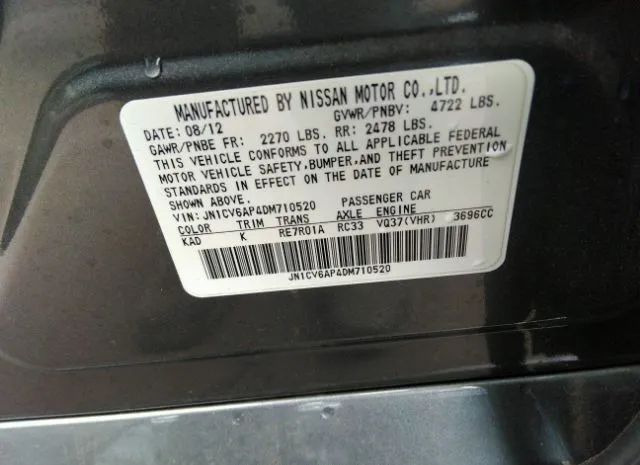 MANUFACTURED BY NISSAN MOTOR CO.,LTD.
DATE: 08/12 GVWR/PNBV: 4722 LBS.
GAWR/PNBE FR: 2270 LBS. RR: 2478 LBS.
THIS VEHICLE CONFORMS TO ALL APPLICABLE FEDERAL
MOTOR VEHICLE SAFETY,BUMPER,AND THEFT PREVENTION
STANDARDS IN EFFECT ON THE DATE OF MANUFACTURE
SHOWN ABOVE.
VIN: JN1CV6AP4DM710520 PASSENGER CAR
COLOR TRIM TRANS AXLE ENGINE
KAD K RE7R01A RC33 VQ37(VHR) 3696CC
JN1CV6AP4DM710520